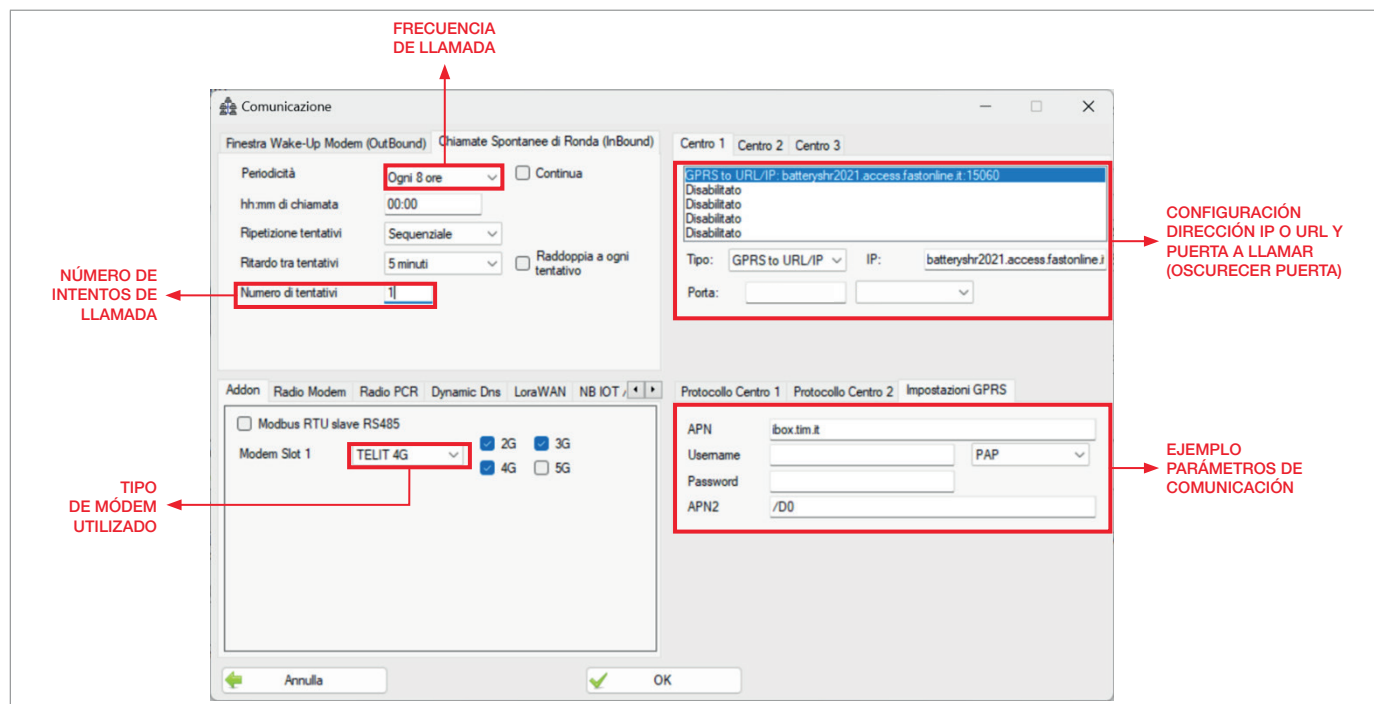 FRECUENCIA
DE LLAMADA
Comunicazione
Finestra Wake-Up Modem (OutBound) Chiamate Spontanee di Ronda (InBound)
Periodicità Ogni 8 ore Continua
hh:mm di chiamata 00:00
Ripetizione tentativi Sequenziale
Ritardo tra tentativi 5 minuti Raddoppia a ogni
tentativo
Numero di tentativi 1
NÚMERO DE
INTENTOS DE
LLAMADA
Centro 1 Centro 2 Centro 3
GPRS to URL/IP: batteryshr2021.access.fastonline.it:15060
Disabilitato
Disabilitato
Disabilitato
Disabilitato
Tipo: GPRS to URL/IP IP: batteryshr2021.access.fastonline.i
Porta:
CONFIGURACIÓN
DIRECCIÓN IP O URL Y
PUERTA A LLAMAR
(OSCURECER PUERTA)
Addon Radio Modem Radio PCR Dynamic Dns LoraWAN NB IOT /
Modbus RTU slave RS485
Modem Slot 1 TELIT 4G 2G 3G
4G 5G
TIPO
DE MÓDEM
UTILIZADO
Protocollo Centro 1 Protocollo Centro 2 Impostazioni GPRS
APN ibox.tim.it
Username PAP
Password
APN2 /D0
EJEMPLO
PARÁMETROS DE
COMUNICACIÓN
Annulla OK